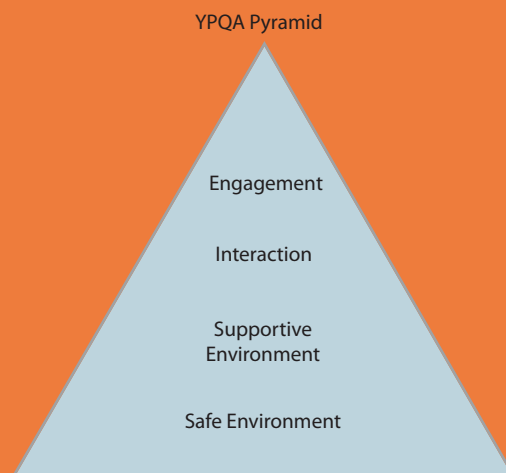 YPQA Pyramid
Engagement
Interaction
Supportive
Environment
Safe Environment